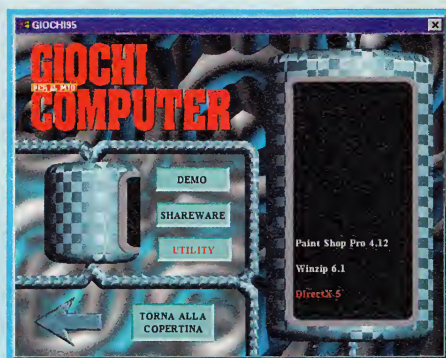 GIOCHI95
GIOCHI
PER IL MIO
COMPUTER
DEMO
SHAREWARE
UTILITY
TORNA ALLA
COPERTINA
Paint Shop Pro 4.12
Winzip 6.1
DirectX 5